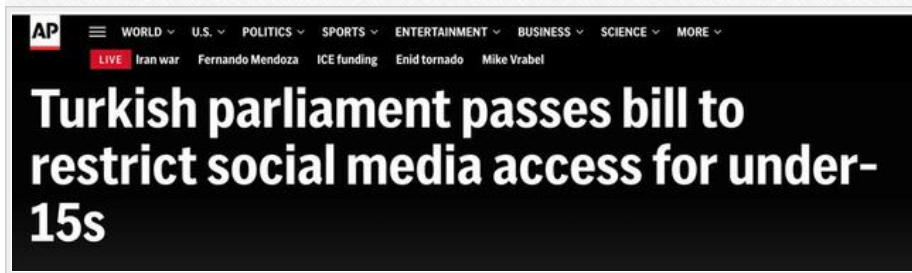 AP WORLD U.S. POLITICS SPORTS ENTERTAINMENT BUSINESS SCIENCE MORE
LIVE Iran war Fernando Mendoza ICE funding Enid tornado Mike Vrabel
Turkish parliament passes bill to
restrict social media access for under-
15s